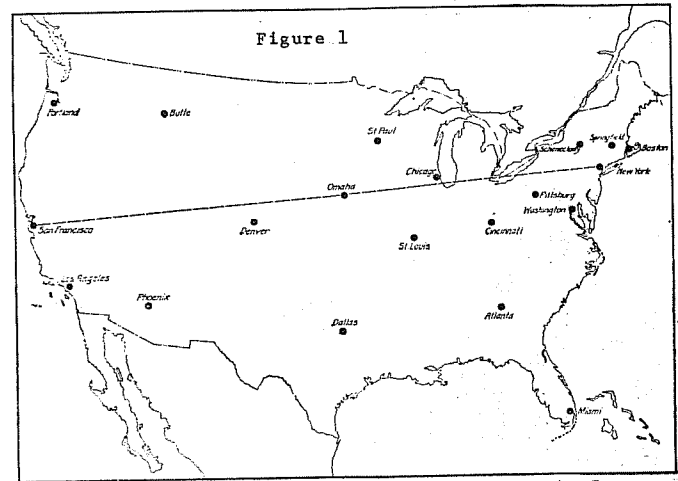 Figure 1
Portland
Butte
St Paul
Schenectady
Springfield
Boston
Chicago
New York
Omaha
Pittsburg
Washington
San Francisco
Denver
Cincinnati
St Louis
Los Angeles
Phoenix
Atlanta
Dallas
Miami